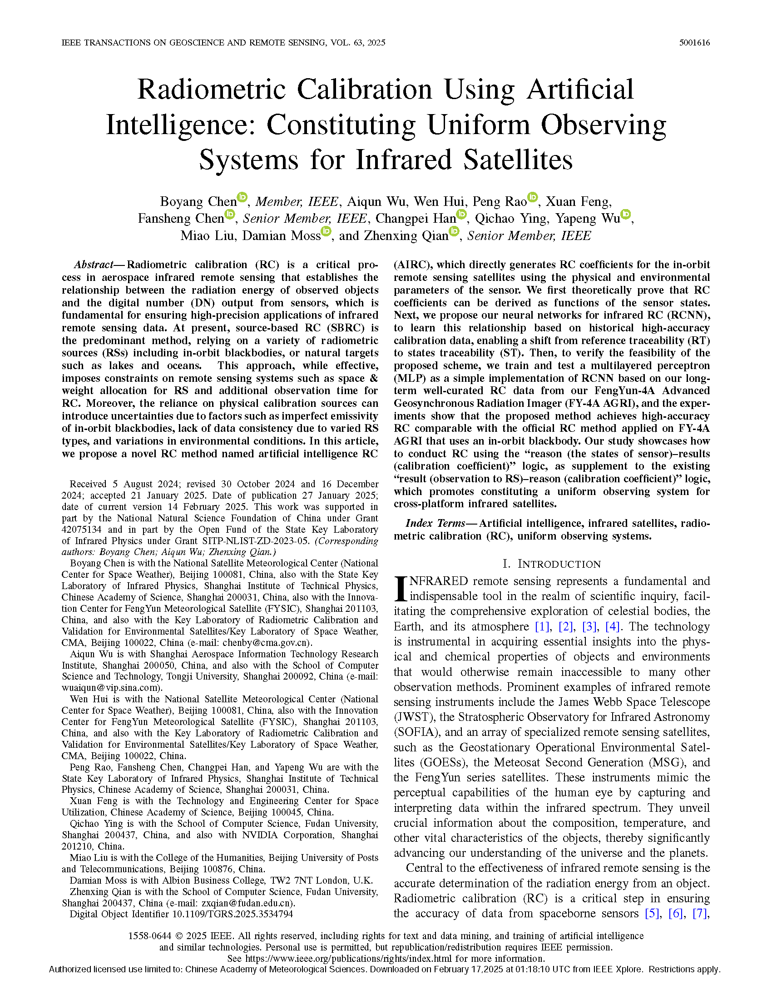 IEEE TRANSACTIONS ON GEOSCIENCE AND REMOTE SENSING, VOL. 63, 2025
5001616
Radiometric Calibration Using Artificial
Intelligence: Constituting Uniform Observing
Systems for Infrared Satellites
Boyang Chen, Member, IEEE, Aiqun Wu, Wen Hui, Peng Rao, Xuan Feng,
Fansheng Chen, Senior Member, IEEE, Changpei Han, Qichao Ying, Yapeng Wu,
Miao Liu, Damian Moss, and Zhenxing Qian, Senior Member, IEEE
Abstract—Radiometric calibration (RC) is a critical pro-
cess in aerospace infrared remote sensing that establishes the
relationship between the radiation energy of observed objects
and the digital number (DN) output from sensors, which is
fundamental for ensuring high-precision applications of infrared
remote sensing data. At present, source-based RC (SBRC) is
the predominant method, relying on a variety of radiometric
sources (RSs) including in-orbit blackbodies, or natural targets
such as lakes and oceans. This approach, while effective,
imposes constraints on remote sensing systems such as space &
weight allocation for RS and additional observation time for
RC. Moreover, the reliance on physical calibration sources can
introduce uncertainties due to factors such as imperfect emissivity
of in-orbit blackbodies, lack of data consistency due to varied RS
types, and variations in environmental conditions. In this article,
we propose a novel RC method named artificial intelligence RC
Received 5 August 2024; revised 30 October 2024 and 16 December
2024; accepted 21 January 2025. Date of publication 27 January 2025;
date of current version 14 February 2025. This work was supported in
part by the National Natural Science Foundation of China under Grant
42075134 and in part by the Open Fund of the State Key Laboratory
of Infrared Physics under Grant SITP-NLIST-ZD-2023-05. (Corresponding
authors: Boyang Chen; Aiqun Wu; Zhenxing Qian.)
Boyang Chen is with the National Satellite Meteorological Center (National
Center for Space Weather), Beijing 100081, China, also with the State Key
Laboratory of Infrared Physics, Shanghai Institute of Technical Physics,
Chinese Academy of Science, Shanghai 200031, China, also with the Innova-
tion Center for FengYun Meteorological Satellite (FYSIC), Shanghai 201103,
China, and also with the Key Laboratory of Radiometric Calibration and
Validation for Environmental Satellites/Key Laboratory of Space Weather,
CMA, Beijing 100022, China (e-mail: chenby@cma.gov.cn).
Aiqun Wu is with Shanghai Aerospace Information Technology Research
Institute, Shanghai 200050, China, and also with the School of Computer
Science and Technology, Tongji University, Shanghai 200092, China (e-mail:
wuaiqun@vip.sina.com).
Wen Hui is with the National Satellite Meteorological Center (National
Center for Space Weather), Beijing 100081, China, also with the Innovation
Center for FengYun Meteorological Satellite (FYSIC), Shanghai 201103,
China, and also with the Key Laboratory of Radiometric Calibration and
Validation for Environmental Satellites/Key Laboratory of Space Weather,
CMA, Beijing 100022, China.
Peng Rao, Fansheng Chen, Changpei Han, and Yapeng Wu are with the
State Key Laboratory of Infrared Physics, Shanghai Institute of Technical
Physics, Chinese Academy of Science, Shanghai 200031, China.
Xuan Feng is with the Technology and Engineering Center for Space
Utilization, Chinese Academy of Science, Beijing 100045, China.
Qichao Ying is with the School of Computer Science, Fudan University,
Shanghai 200437, China, and also with NVIDIA Corporation, Shanghai
201210, China.
Miao Liu is with the College of the Humanities, Beijing University of Posts
and Telecommunications, Beijing 100876, China.
Damian Moss is with Albion Business College, TW2 7NT London, U.K.
Zhenxing Qian is with the School of Computer Science, Fudan University,
Shanghai 200437, China (e-mail: zxqian@fudan.edu.cn).
Digital Object Identifier 10.1109/TGRS.2025.3534794
(AIRC), which directly generates RC coefficients for the in-orbit
remote sensing satellites using the physical and environmental
parameters of the sensor. We first theoretically prove that RC
coefficients can be derived as functions of the sensor states.
Next, we propose our neural networks for infrared RC (RCNN),
to learn this relationship based on historical high-accuracy
calibration data, enabling a shift from reference traceability (RT)
to states traceability (ST). Then, to verify the feasibility of the
proposed scheme, we train and test a multilayered perceptron
(MLP) as a simple implementation of RCNN based on our long-
term well-curated RC data from our FengYun-4A Advanced
Geosynchronous Radiation Imager (FY-4A AGRI), and the exper-
iments show that the proposed method achieves high-accuracy
RC comparable with the official RC method applied on FY-4A
AGRI that uses an in-orbit blackbody. Our study showcases how
to conduct RC using the “reason (the states of sensor)–results
(calibration coefficient)” logic, as supplement to the existing
“result (observation to RS)–reason (calibration coefficient)” logic,
which promotes constituting a uniform observing system for
cross-platform infrared satellites.
Index Terms—Artificial intelligence, infrared satellites, radio-
metric calibration (RC), uniform observing systems.
I. INTRODUCTION
INFRARED remote sensing represents a fundamental and
indispensable tool in the realm of scientific inquiry, facil-
itating the comprehensive exploration of celestial bodies, the
Earth, and its atmosphere [1], [2], [3], [4]. The technology
is instrumental in acquiring essential insights into the phys-
ical and chemical properties of objects and environments
that would otherwise remain inaccessible to many other
observation methods. Prominent examples of infrared remote
sensing instruments include the James Webb Space Telescope
(JWST), the Stratospheric Observatory for Infrared Astronomy
(SOFIA), and an array of specialized remote sensing satellites,
such as the Geostationary Operational Environmental Satel-
lites (GOESs), the Meteosat Second Generation (MSG), and
the FengYun series satellites. These instruments mimic the
perceptual capabilities of the human eye by capturing and
interpreting data within the infrared spectrum. They unveil
crucial information about the composition, temperature, and
other vital characteristics of the objects, thereby significantly
advancing our understanding of the universe and the planets.
Central to the effectiveness of infrared remote sensing is the
accurate determination of the radiation energy from an object.
Radiometric calibration (RC) is a critical step in ensuring
the accuracy of data from spaceborne sensors [5], [6], [7],
1558-0644 © 2025 IEEE. All rights reserved, including rights for text and data mining, and training of artificial intelligence
and similar technologies. Personal use is permitted, but republication/redistribution requires IEEE permission.
See https://www.ieee.org/publications/rights/index.html for more information.
Authorized licensed use limited to: Chinese Academy of Meteorological Sciences. Downloaded on February 17,2025 at 01:18:10 UTC from IEEE Xplore. Restrictions apply.